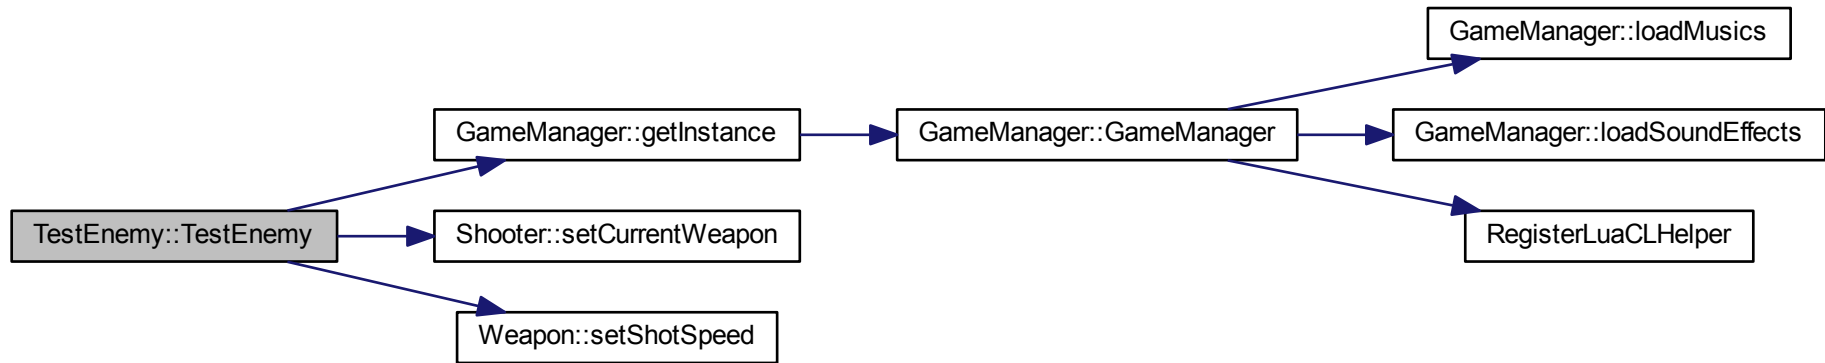 GameManager::loadMusics
GameManager::getInstance
GameManager::GameManager
GameManager::loadSoundEffects
TestEnemy::TestEnemy
Shooter::setCurrentWeapon
RegisterLuaCLHelper
Weapon::setShotSpeed